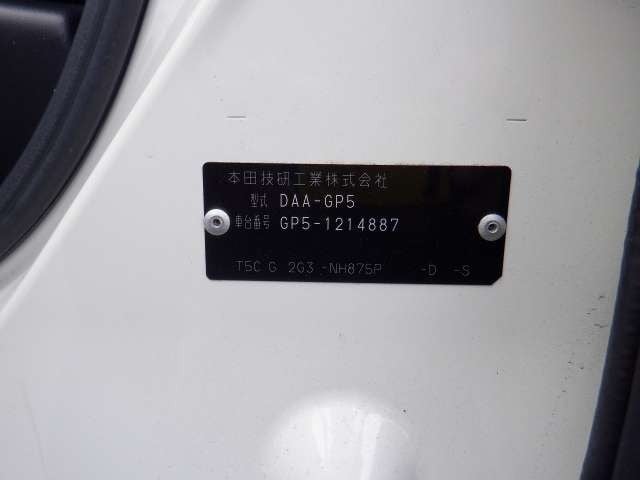 本田技研工業株式会社
型式 DAA-GP5
車台番号 GP5-1214887
T5C G 2G3 -NH875P -D -S